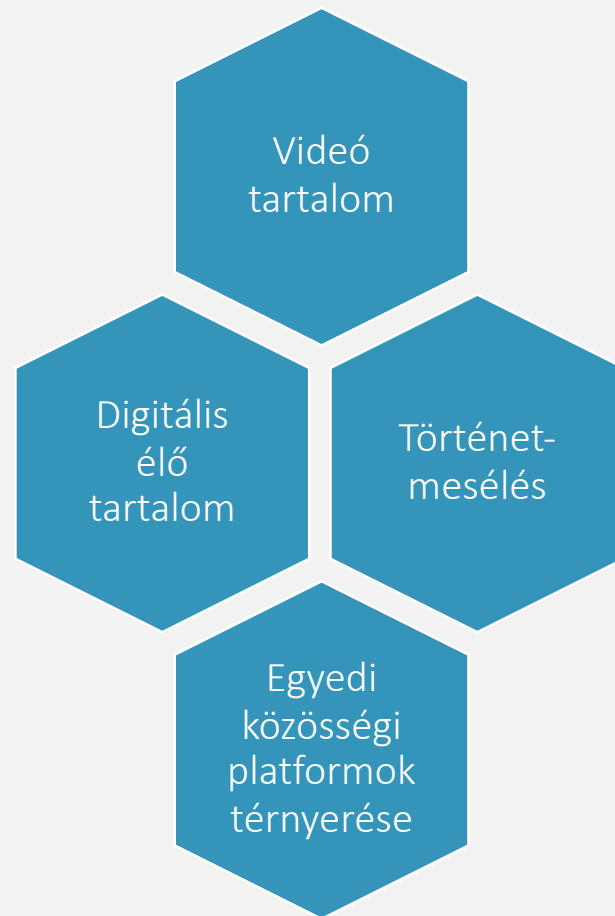 Videó
tartalom
Digitális
élő
tartalom
Történet-
mesélés
Egyedi
közösségi
platformok
térnyerése